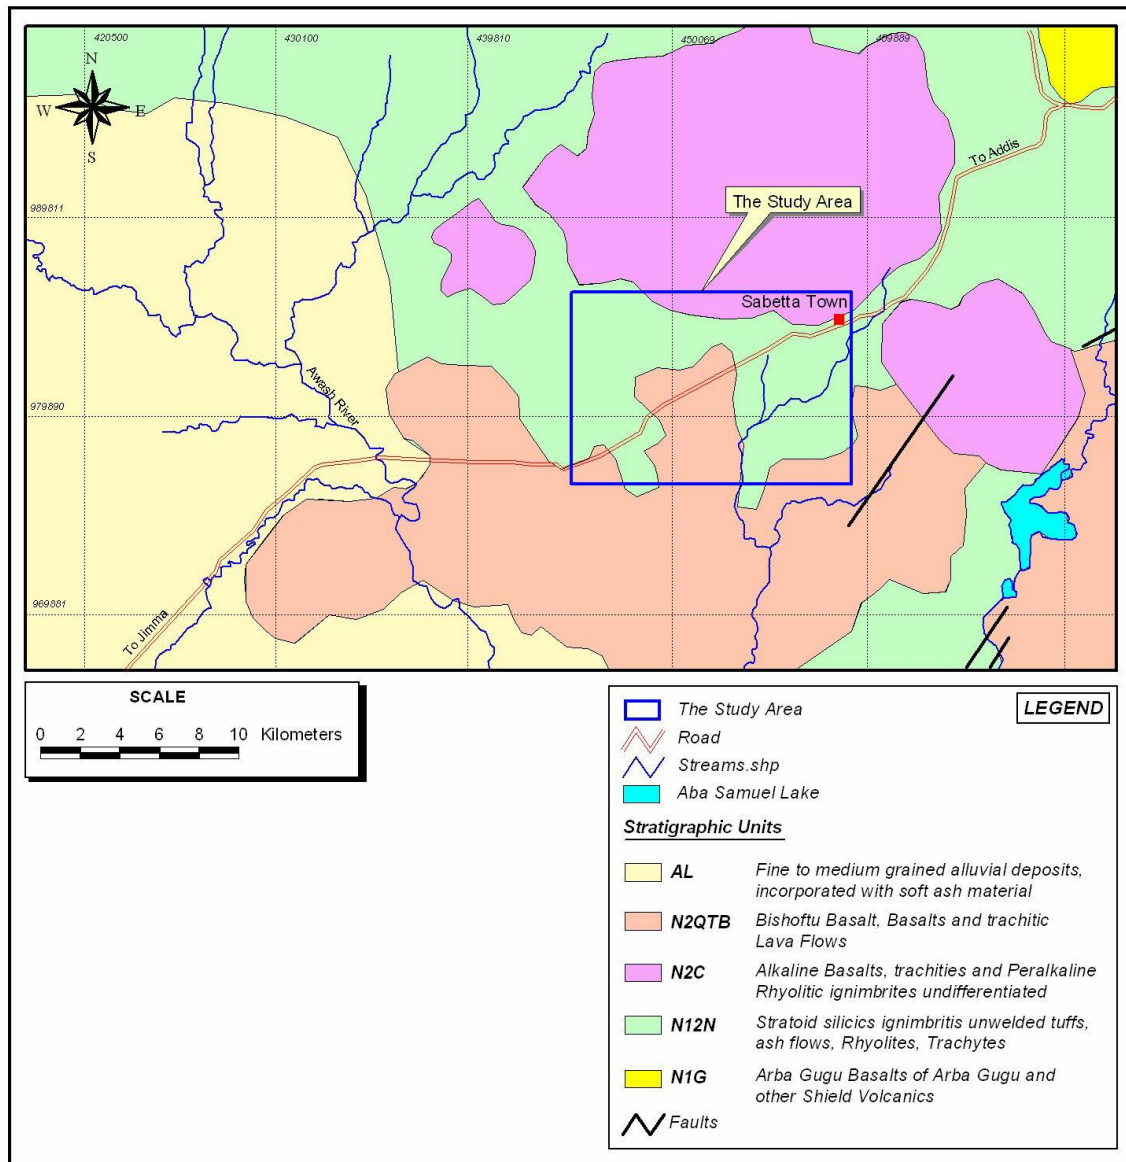 420500
430100
439810
450069
459889
N
W
E
S
To Addis
The Study Area
989811
Sabetta Town
979890
Awash River
969881
To Jimma
SCALE
0 2 4 6 8 10 Kilometers
LEGEND
The Study Area
Road
Streams.shp
Aba Samuel Lake
Stratigraphic Units
AL Fine to medium grained alluvial deposits,
incorporated with soft ash material
N2QTB Bishoftu Basalt, Basalts and trachitic
Lava Flows
N2C Alkaline Basalts, trachities and Peralkaline
Rhyolitic ignimbrites undifferentiated
N12N Stratoid silicics ignimbritis unwelded tuffs,
ash flows, Rhyolites, Trachytes
N1G Arba Gugu Basalts of Arba Gugu and
other Shield Volcanics
Faults